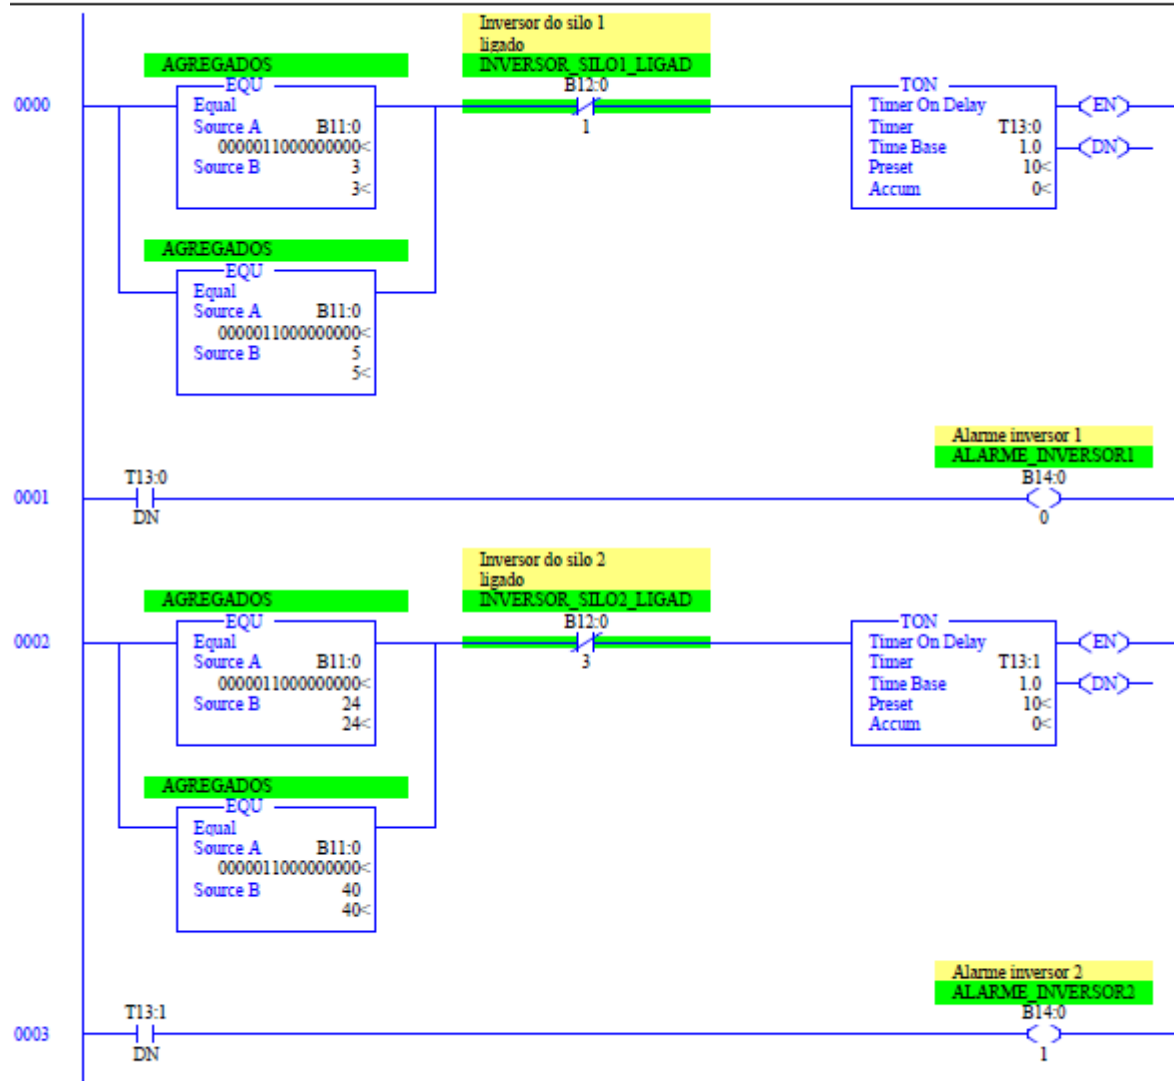 Inversor do silo 1
ligado
AGREGADOS
INVERSOR_SILO1_LIGAD
0000
EQU
Equal
Source A B11:0
0000011000000000<
Source B 3
3<
B12:0
1
TON
Timer On Delay
Timer T13:0
Time Base 1.0
Preset 10<
Accum 0<
EN
DN
AGREGADOS
EQU
Equal
Source A B11:0
0000011000000000<
Source B 5
5<
Alarme inversor 1
ALARME_INVERSOR1
0001
T13:0
DN
B14:0
0
Inversor do silo 2
ligado
AGREGADOS
INVERSOR_SILO2_LIGAD
0002
EQU
Equal
Source A B11:0
0000011000000000<
Source B 24
24<
B12:0
3
TON
Timer On Delay
Timer T13:1
Time Base 1.0
Preset 10<
Accum 0<
EN
DN
AGREGADOS
EQU
Equal
Source A B11:0
0000011000000000<
Source B 40
40<
Alarme inversor 2
ALARME_INVERSOR2
0003
T13:1
DN
B14:0
1